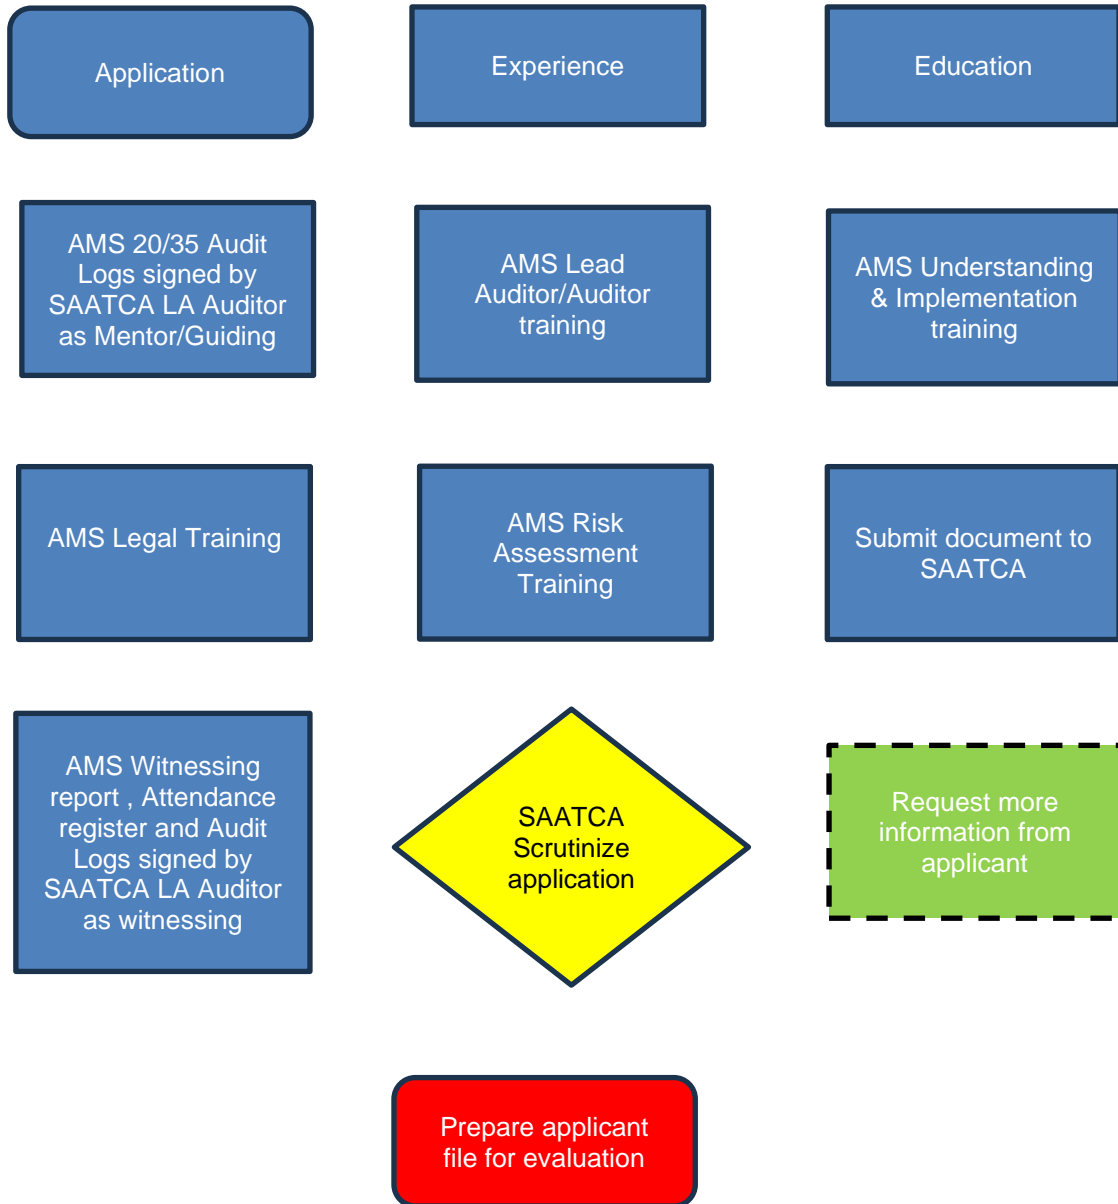 Application
Experience
Education
AMS 20/35 Audit
Logs signed by
SAATCA LA Auditor
as Mentor/Guiding
AMS Lead
Auditor/Auditor
training
AMS Understanding
& Implementation
training
AMS Legal Training
AMS Risk
Assessment
Training
Submit document to
SAATCA
AMS Witnessing
report , Attendance
register and Audit
Logs signed by
SAATCA LA Auditor
as witnessing
SAATCA
Scrutinize
application
Request more
information from
applicant
Prepare applicant
file for evaluation